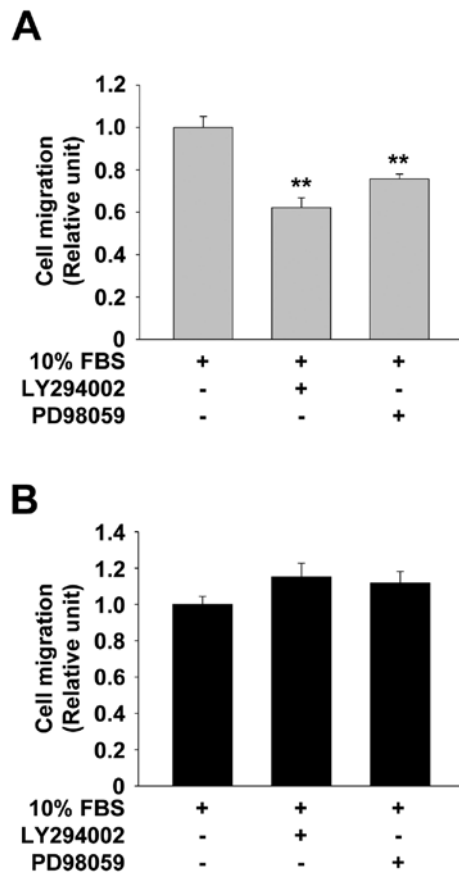 A
Cell migration
(Relative unit)
1.2
1.0
0.8
0.6
0.4
0.2
0
**
**
10% FBS + + +
LY294002 - + -
PD98059 - - +
B
Cell migration
(Relative unit)
1.4
1.2
1.0
0.8
0.6
0.4
0.2
0
10% FBS + + +
LY294002 - + -
PD98059 - - +